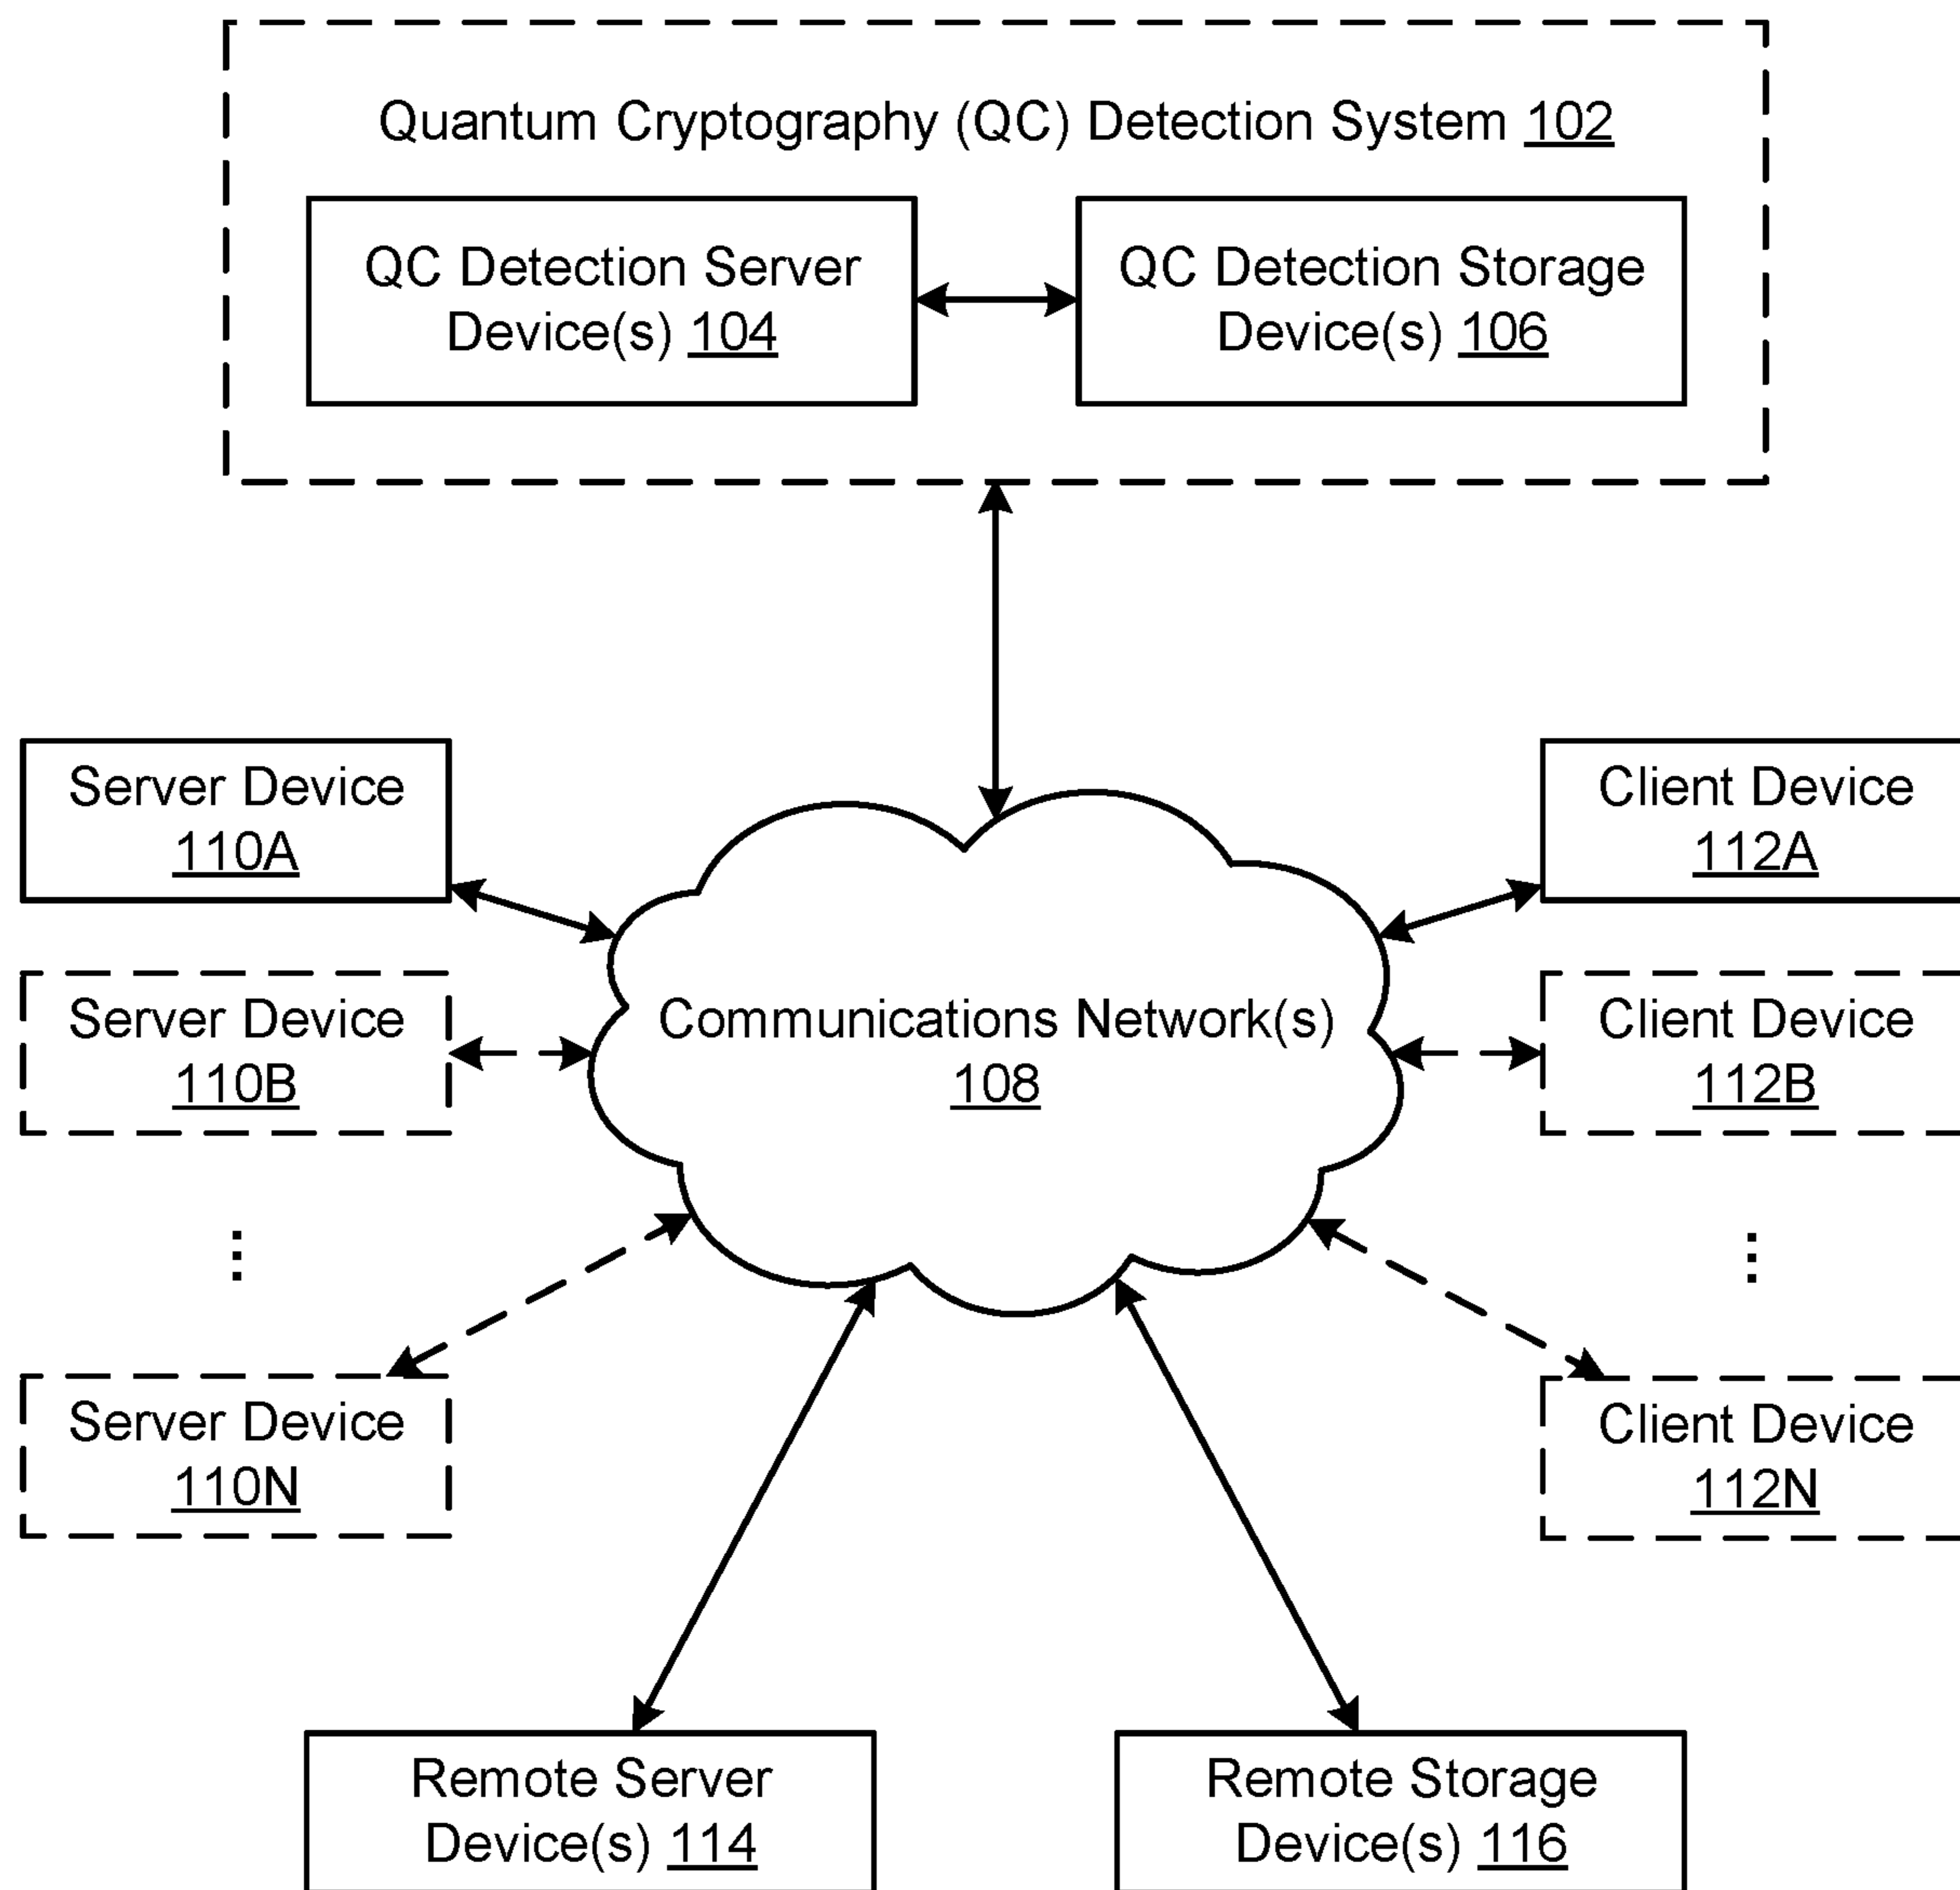 Quantum Cryptography (QC) Detection System 102
QC Detection Server
Device(s) 104
QC Detection Storage
Device(s) 106
Server Device
110A
Client Device
112A
Server Device
110B
Communications Network(s)
108
Client Device
112B
Server Device
110N
Client Device
112N
Remote Server
Device(s) 114
Remote Storage
Device(s) 116